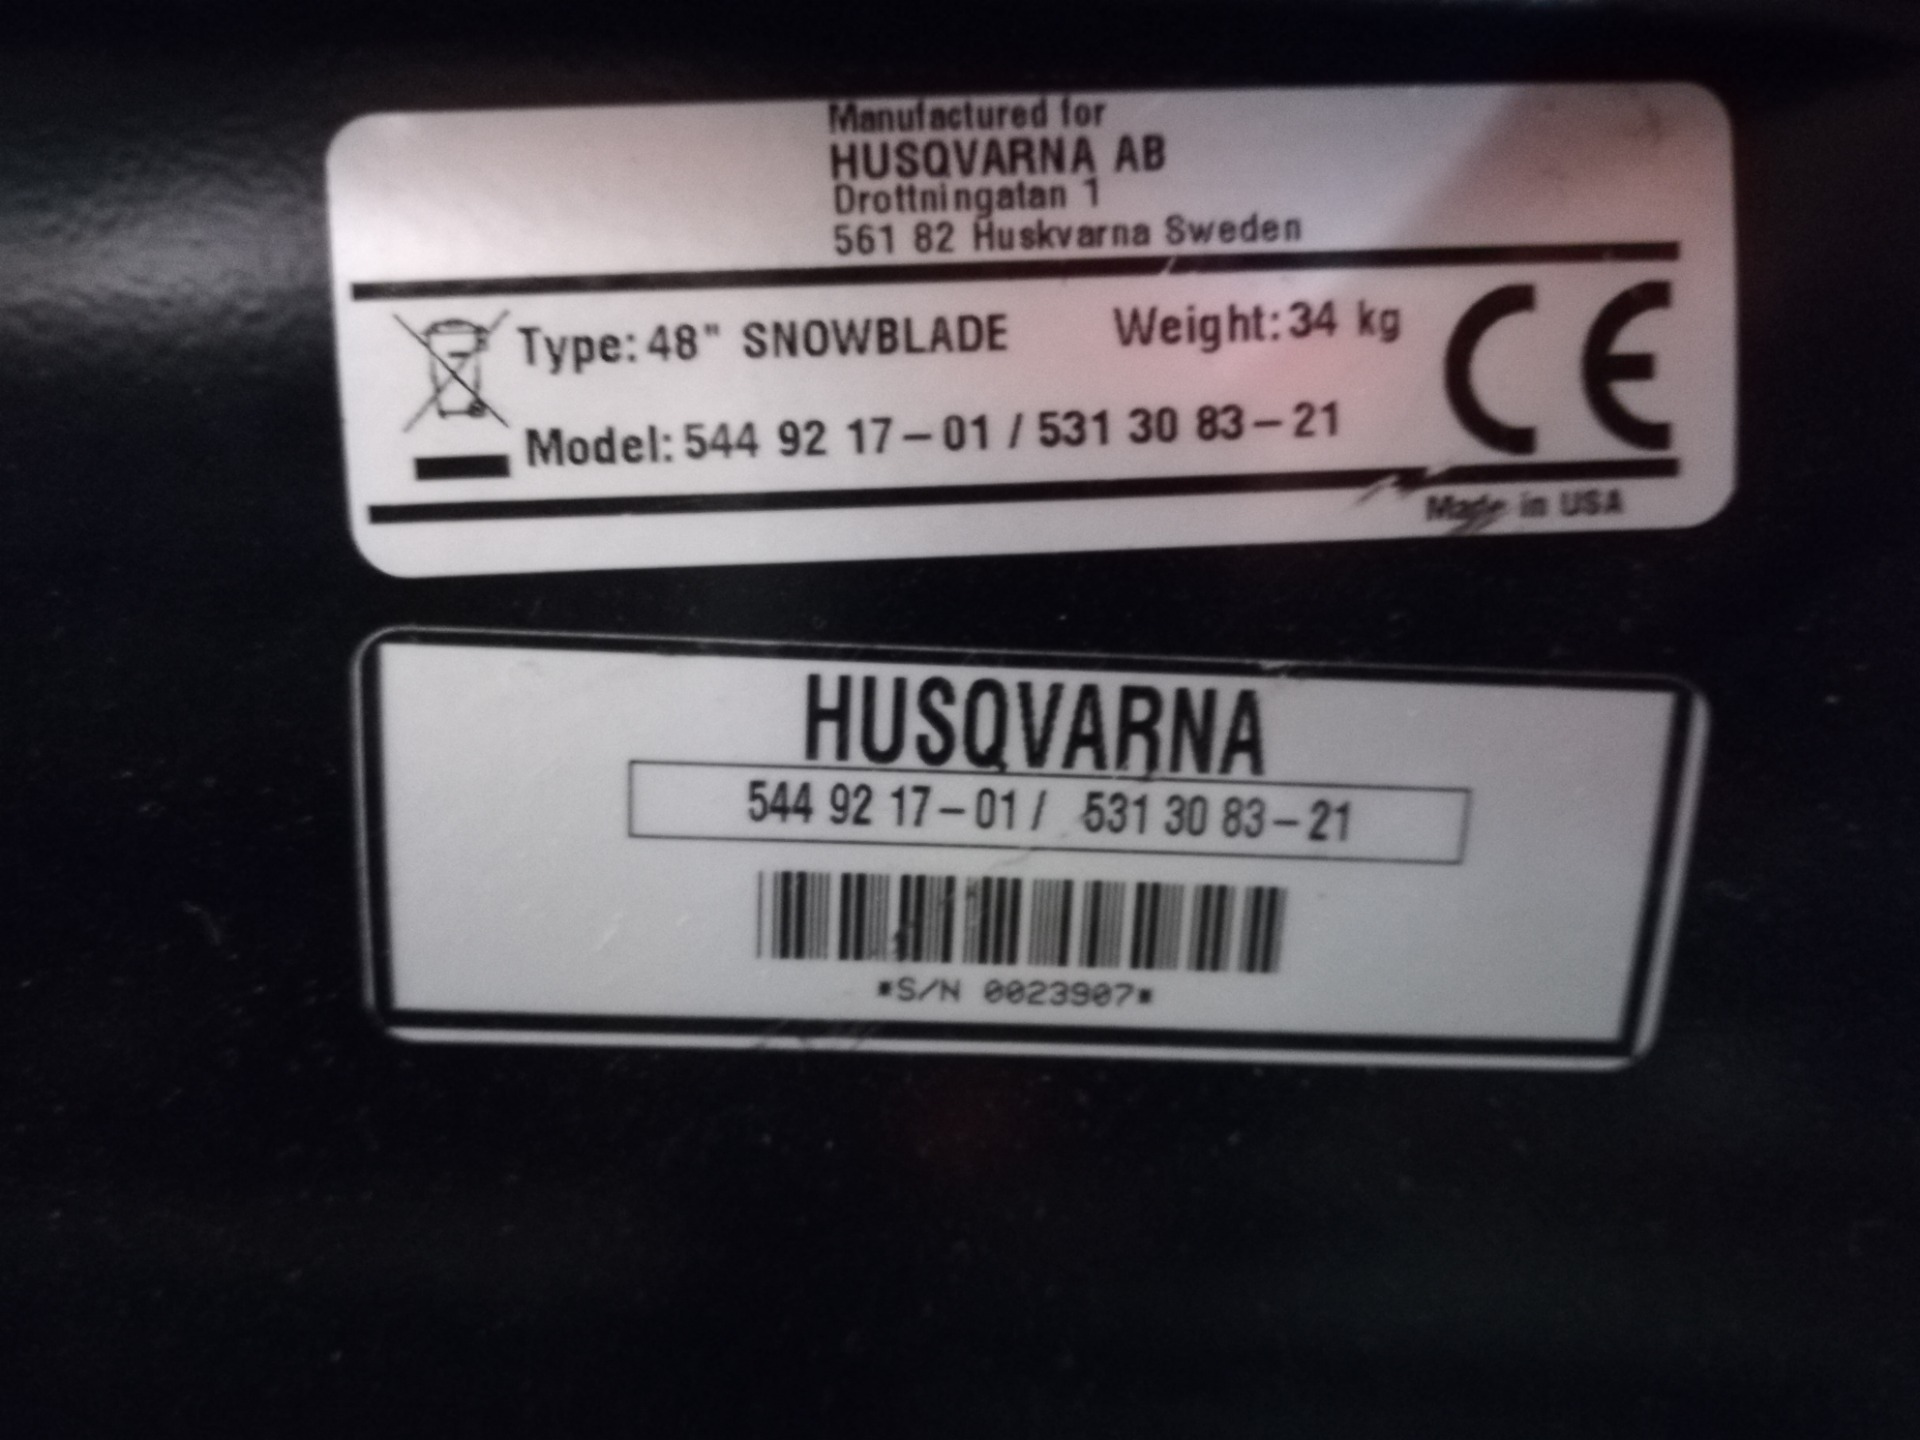 Manufactured for
HUSQVARNA AB
Drottningatan 1
561 82 Huskvarna Sweden
Type: 48" SNOWBLADE Weight: 34 kg
CE
Model: 544 92 17-01 / 531 30 83-21
Made in USA
HUSQVARNA
544 92 17-01 / 531 30 83-21
*S/N 0023907*